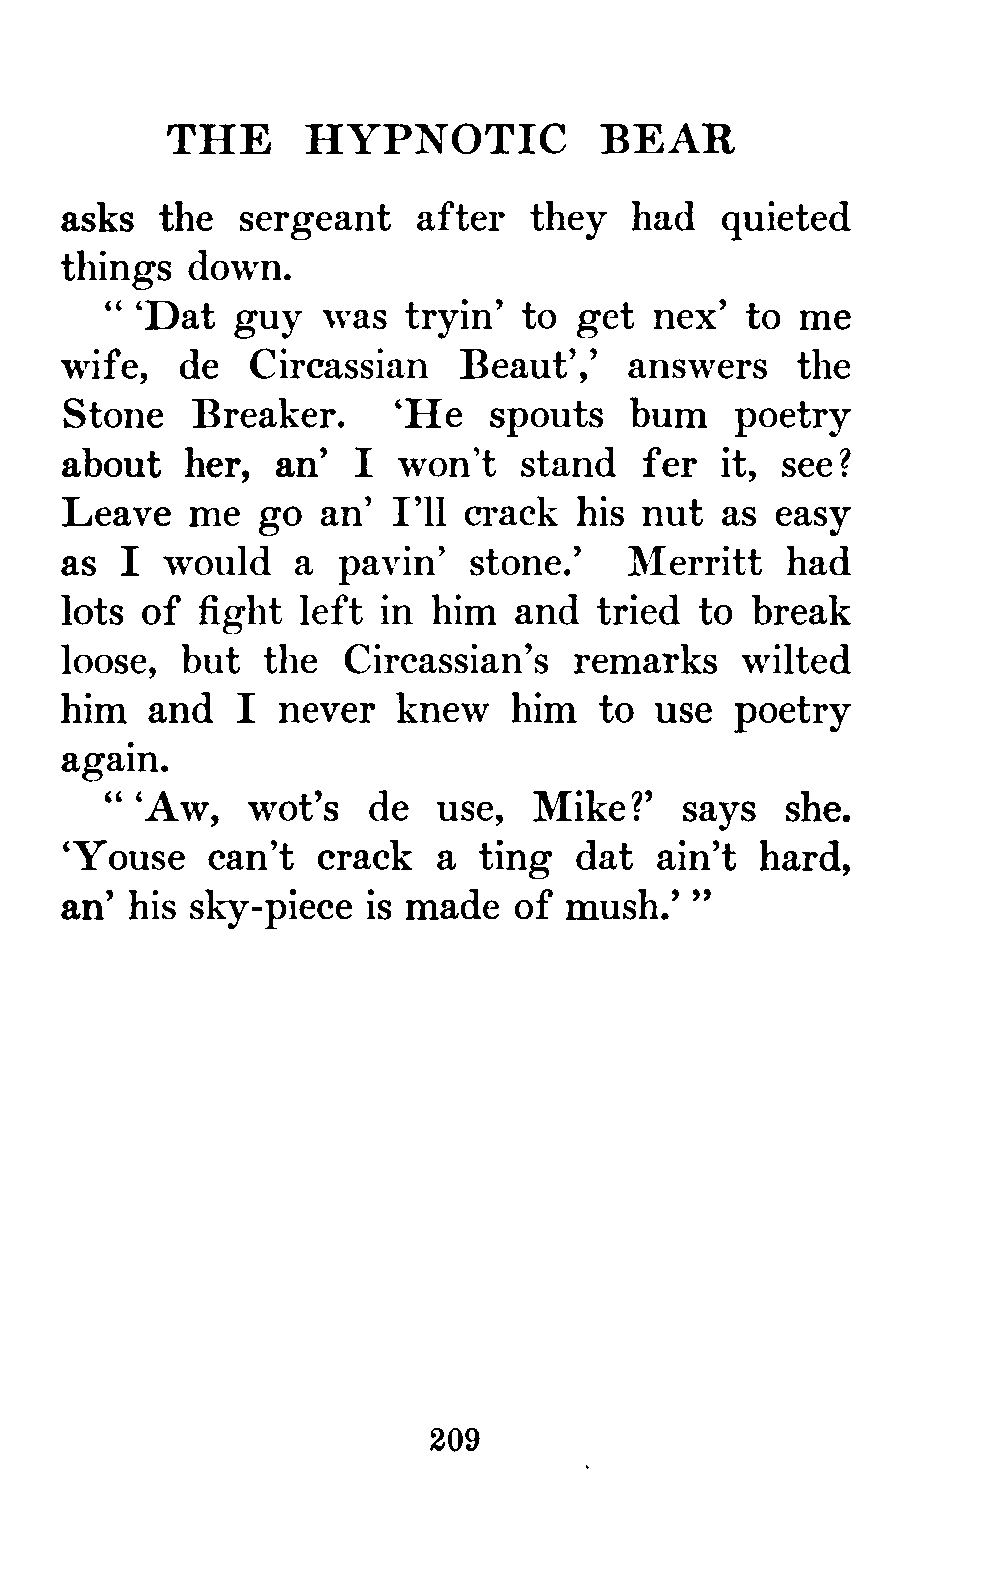 THE HYPNOTIC BEAR
asks the sergeant after they had quieted
things down.
“ ‘Dat guy was tryin’ to get nex’ to me
wife, de Circassian Beaut’,’ answers the
Stone Breaker. ‘He spouts bum poetry
about her, an’ I won’t stand fer it, see?
Leave me go an’ I’ll crack his nut as easy
as I would a pavin’ stone.’ Merritt had
lots of fight left in him and tried to break
loose, but the Circassian’s remarks wilted
him and I never knew him to use poetry
again.
“ ‘Aw, wot’s de use, Mike?’ says she.
‘Youse can’t crack a ting dat ain’t hard,
an’ his sky-piece is made of mush.’ ”
209